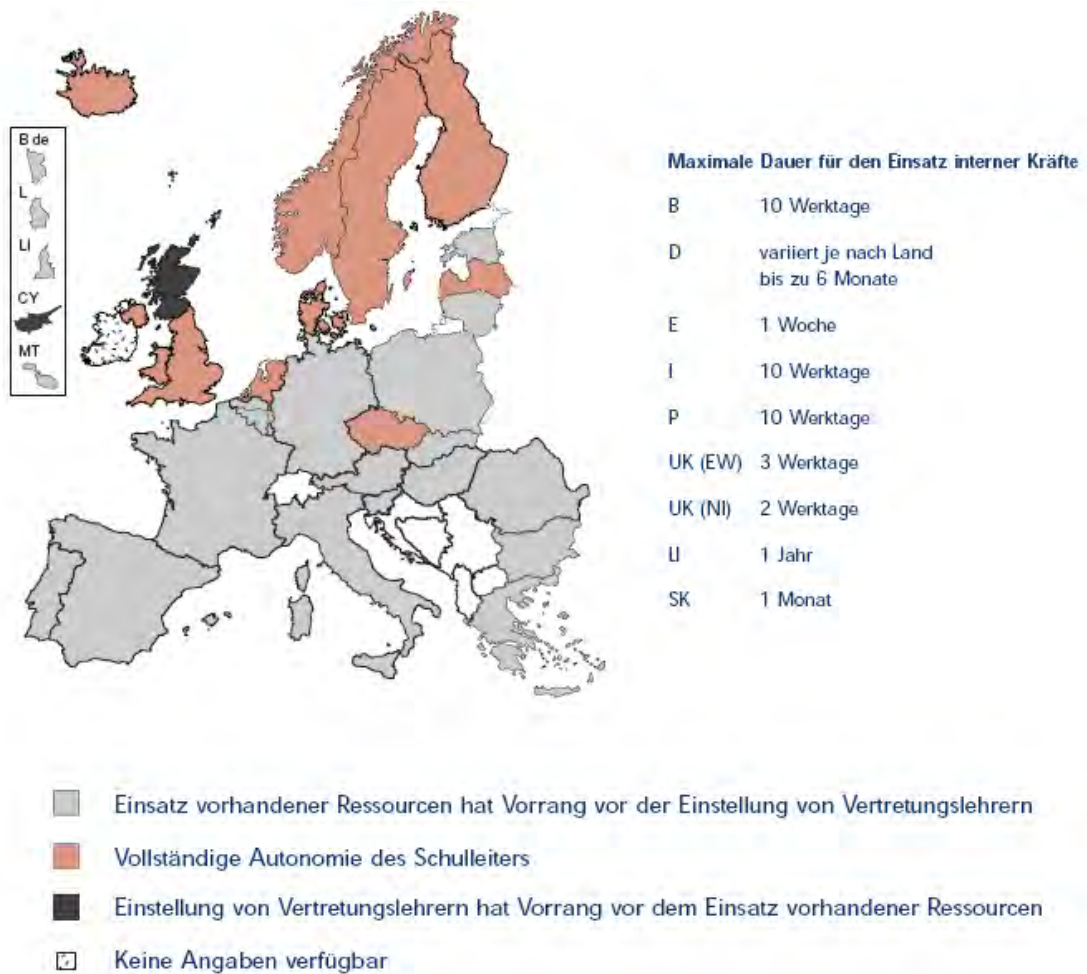 B de
L
Li
CY
MT
Maximale Dauer für den Einsatz interner Kräfte
B 10 Werktage
D variiert je nach Land
bis zu 6 Monate
E 1 Woche
I 10 Werktage
P 10 Werktage
UK (EW) 3 Werktage
UK (NI) 2 Werktage
LI 1 Jahr
SK 1 Monat
Einsatz vorhandener Ressourcen hat Vorrang vor der Einstellung von Vertretungslehrern
Vollständige Autonomie des Schulleiters
Einstellung von Vertretungslehrern hat Vorrang vor dem Einsatz vorhandener Ressourcen
Keine Angaben verfügbar